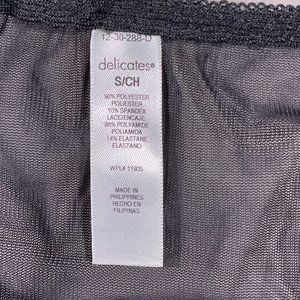 12-30-288-D
delicates®
S/CH
90% POLYESTER
POLIESTER
10% SPANDEX
LACE/ENCAJE:
86% POLYAMIDE
POLIAMIDA
14% ELASTANE
ELASTANO
WPL# 11935
MADE IN
PHILIPPINES
HECHO EN
FILIPINAS